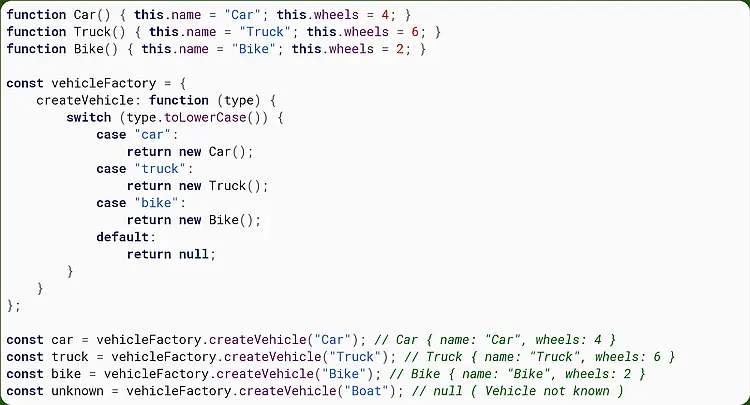 function Car() { this.name = "Car"; this.wheels = 4; }
function Truck() { this.name = "Truck"; this.wheels = 6; }
function Bike() { this.name = "Bike"; this.wheels = 2; }

const vehicleFactory = {
    createVehicle: function (type) {
        switch (type.toLowerCase()) {
            case "car":
                return new Car();
            case "truck":
                return new Truck();
            case "bike":
                return new Bike();
            default:
                return null;
        }
    }
};

const car = vehicleFactory.createVehicle("Car"); // Car { name: "Car", wheels: 4 }
const truck = vehicleFactory.createVehicle("Truck"); // Truck { name: "Truck", wheels: 6 }
const bike = vehicleFactory.createVehicle("Bike"); // Bike { name: "Bike", wheels: 2 }
const unknown = vehicleFactory.createVehicle("Boat"); // null ( Vehicle not known )